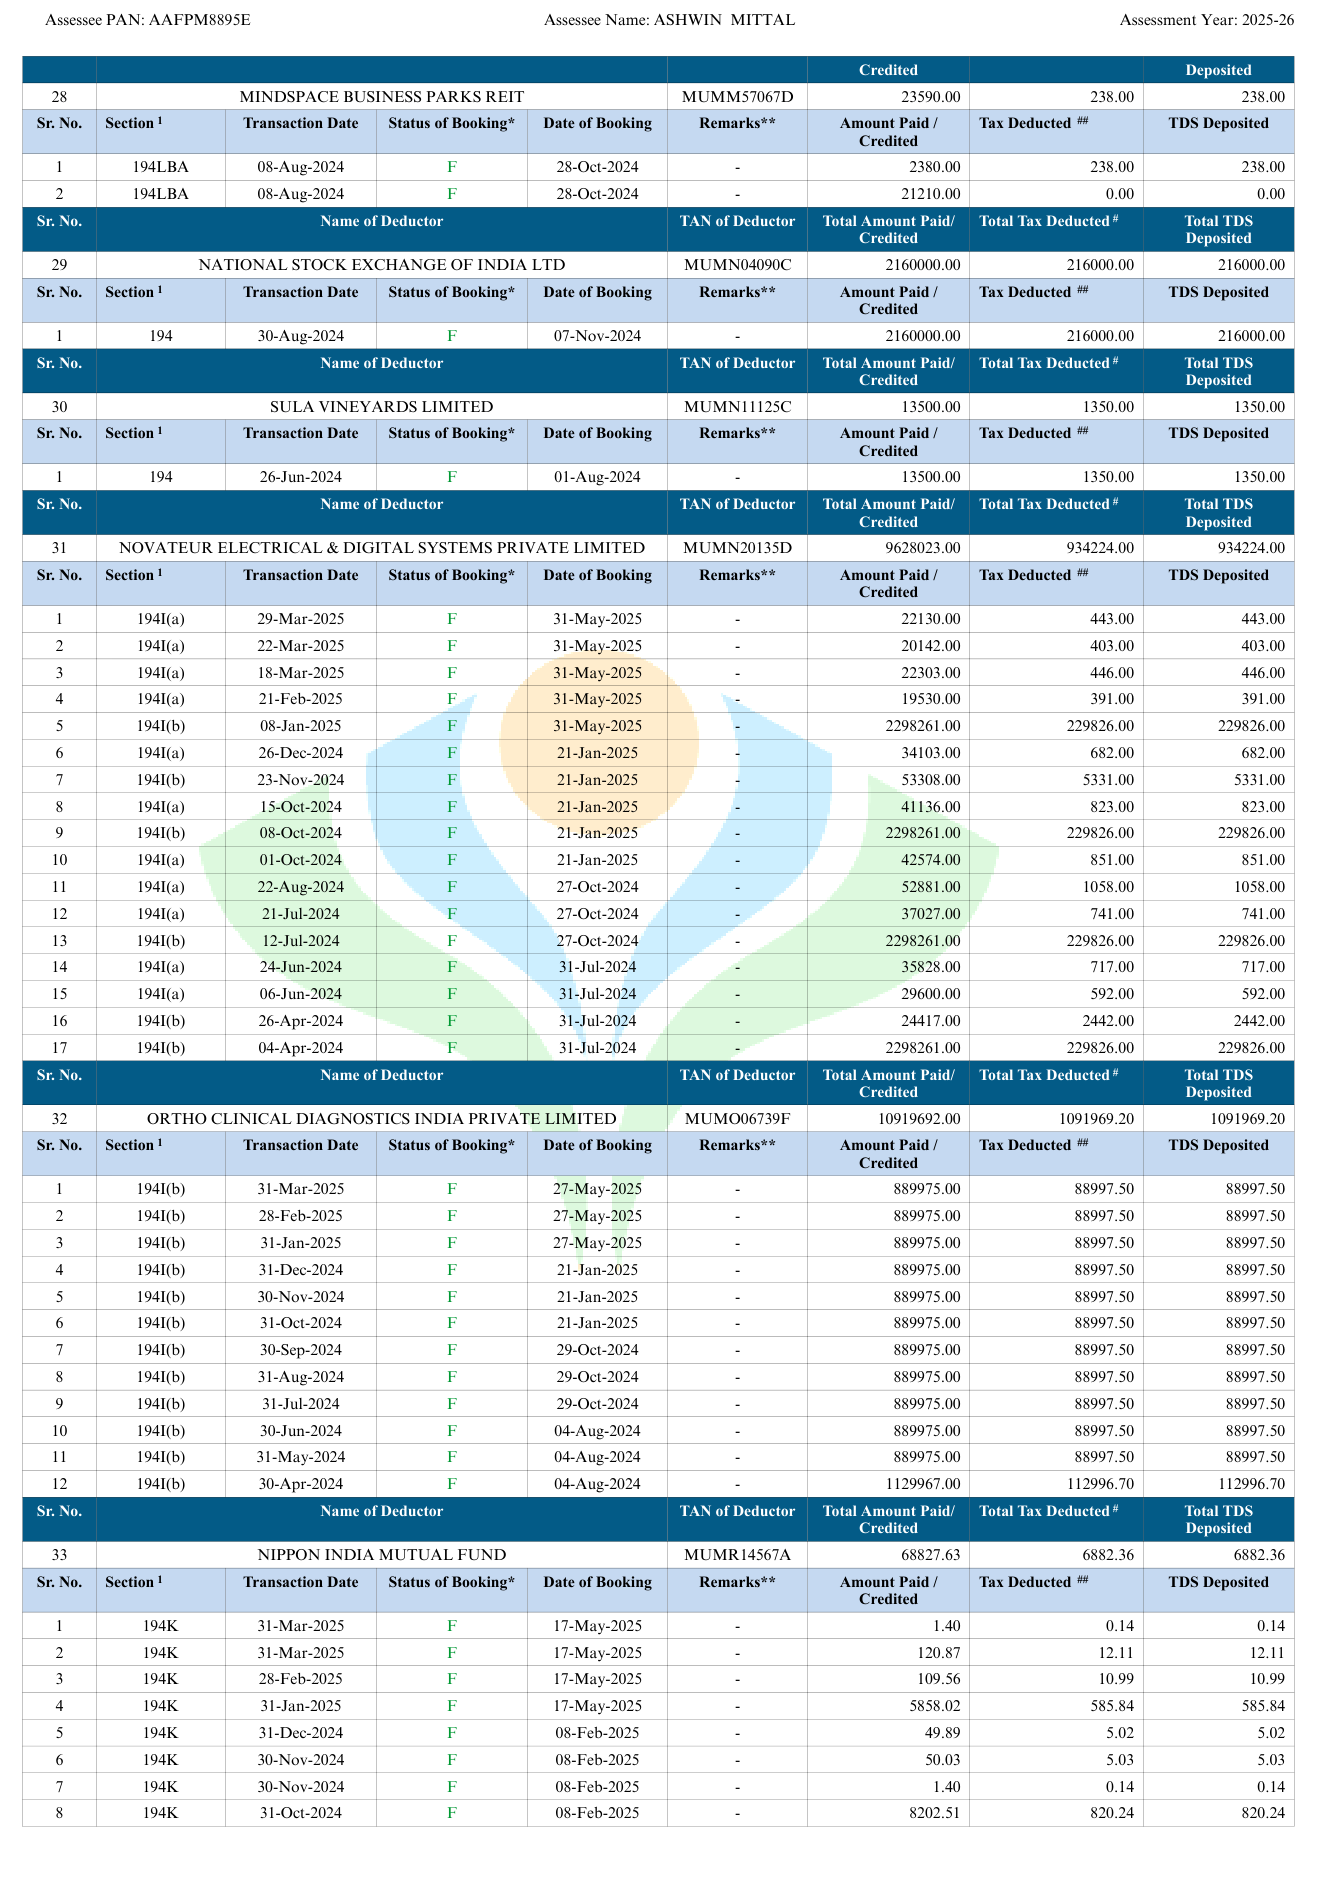 Assessee PAN: AAFPM8895E Assessee Name: ASHWIN MITTAL Assessment Year: 2025-26
Credited Deposited
28 MINDSPACE BUSINESS PARKS REIT MUMM57067D 23590.00 238.00 238.00
Sr. No. Section 1 Transaction Date Status of Booking* Date of Booking Remarks** Amount Paid / Tax Deducted ## TDS Deposited
Credited
1 194LBA 08-Aug-2024 F 28-Oct-2024 - 2380.00 238.00 238.00
2 194LBA 08-Aug-2024 F 28-Oct-2024 - 21210.00 0.00 0.00
Sr. No. Name of Deductor TAN of Deductor Total Amount Paid/ Total Tax Deducted # Total TDS
Credited Deposited
29 NATIONAL STOCK EXCHANGE OF INDIA LTD MUMN04090C 2160000.00 216000.00 216000.00
Sr. No. Section 1 Transaction Date Status of Booking* Date of Booking Remarks** Amount Paid / Tax Deducted ## TDS Deposited
Credited
1 194 30-Aug-2024 F 07-Nov-2024 - 2160000.00 216000.00 216000.00
Sr. No. Name of Deductor TAN of Deductor Total Amount Paid/ Total Tax Deducted # Total TDS
Credited Deposited
30 SULA VINEYARDS LIMITED MUMN11125C 13500.00 1350.00 1350.00
Sr. No. Section 1 Transaction Date Status of Booking* Date of Booking Remarks** Amount Paid / Tax Deducted ## TDS Deposited
Credited
1 194 26-Jun-2024 F 01-Aug-2024 - 13500.00 1350.00 1350.00
Sr. No. Name of Deductor TAN of Deductor Total Amount Paid/ Total Tax Deducted # Total TDS
Credited Deposited
31 NOVATEUR ELECTRICAL & DIGITAL SYSTEMS PRIVATE LIMITED MUMN20135D 9628023.00 934224.00 934224.00
Sr. No. Section 1 Transaction Date Status of Booking* Date of Booking Remarks** Amount Paid / Tax Deducted ## TDS Deposited
Credited
1 194I(a) 29-Mar-2025 F 31-May-2025 - 22130.00 443.00 443.00
2 194I(a) 22-Mar-2025 F 31-May-2025 - 20142.00 403.00 403.00
3 194I(a) 18-Mar-2025 F 31-May-2025 - 22303.00 446.00 446.00
4 194I(a) 21-Feb-2025 F 31-May-2025 - 19530.00 391.00 391.00
5 194I(b) 08-Jan-2025 F 31-May-2025 - 2298261.00 229826.00 229826.00
6 194I(a) 26-Dec-2024 F 21-Jan-2025 - 34103.00 682.00 682.00
7 194I(b) 23-Nov-2024 F 21-Jan-2025 - 53308.00 5331.00 5331.00
8 194I(a) 15-Oct-2024 F 21-Jan-2025 - 41136.00 823.00 823.00
9 194I(b) 08-Oct-2024 F 21-Jan-2025 - 2298261.00 229826.00 229826.00
10 194I(a) 01-Oct-2024 F 21-Jan-2025 - 42574.00 851.00 851.00
11 194I(a) 22-Aug-2024 F 27-Oct-2024 - 52881.00 1058.00 1058.00
12 194I(a) 21-Jul-2024 F 27-Oct-2024 - 37027.00 741.00 741.00
13 194I(b) 12-Jul-2024 F 27-Oct-2024 - 2298261.00 229826.00 229826.00
14 194I(a) 24-Jun-2024 F 31-Jul-2024 - 35828.00 717.00 717.00
15 194I(a) 06-Jun-2024 F 31-Jul-2024 - 29600.00 592.00 592.00
16 194I(b) 26-Apr-2024 F 31-Jul-2024 - 24417.00 2442.00 2442.00
17 194I(b) 04-Apr-2024 F 31-Jul-2024 - 2298261.00 229826.00 229826.00
Sr. No. Name of Deductor TAN of Deductor Total Amount Paid/ Total Tax Deducted # Total TDS
Credited Deposited
32 ORTHO CLINICAL DIAGNOSTICS INDIA PRIVATE LIMITED MUMO06739F 10919692.00 1091969.20 1091969.20
Sr. No. Section 1 Transaction Date Status of Booking* Date of Booking Remarks** Amount Paid / Tax Deducted ## TDS Deposited
Credited
1 194I(b) 31-Mar-2025 F 27-May-2025 - 889975.00 88997.50 88997.50
2 194I(b) 28-Feb-2025 F 27-May-2025 - 889975.00 88997.50 88997.50
3 194I(b) 31-Jan-2025 F 27-May-2025 - 889975.00 88997.50 88997.50
4 194I(b) 31-Dec-2024 F 21-Jan-2025 - 889975.00 88997.50 88997.50
5 194I(b) 30-Nov-2024 F 21-Jan-2025 - 889975.00 88997.50 88997.50
6 194I(b) 31-Oct-2024 F 21-Jan-2025 - 889975.00 88997.50 88997.50
7 194I(b) 30-Sep-2024 F 29-Oct-2024 - 889975.00 88997.50 88997.50
8 194I(b) 31-Aug-2024 F 29-Oct-2024 - 889975.00 88997.50 88997.50
9 194I(b) 31-Jul-2024 F 29-Oct-2024 - 889975.00 88997.50 88997.50
10 194I(b) 30-Jun-2024 F 04-Aug-2024 - 889975.00 88997.50 88997.50
11 194I(b) 31-May-2024 F 04-Aug-2024 - 889975.00 88997.50 88997.50
12 194I(b) 30-Apr-2024 F 04-Aug-2024 - 1129967.00 112996.70 112996.70
Sr. No. Name of Deductor TAN of Deductor Total Amount Paid/ Total Tax Deducted # Total TDS
Credited Deposited
33 NIPPON INDIA MUTUAL FUND MUMR14567A 68827.63 6882.36 6882.36
Sr. No. Section 1 Transaction Date Status of Booking* Date of Booking Remarks** Amount Paid / Tax Deducted ## TDS Deposited
Credited
1 194K 31-Mar-2025 F 17-May-2025 - 1.40 0.14 0.14
2 194K 31-Mar-2025 F 17-May-2025 - 120.87 12.11 12.11
3 194K 28-Feb-2025 F 17-May-2025 - 109.56 10.99 10.99
4 194K 31-Jan-2025 F 17-May-2025 - 5858.02 585.84 585.84
5 194K 31-Dec-2024 F 08-Feb-2025 - 49.89 5.02 5.02
6 194K 30-Nov-2024 F 08-Feb-2025 - 50.03 5.03 5.03
7 194K 30-Nov-2024 F 08-Feb-2025 - 1.40 0.14 0.14
8 194K 31-Oct-2024 F 08-Feb-2025 - 8202.51 820.24 820.24